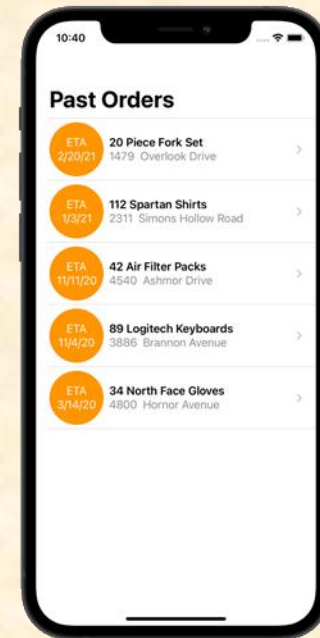 10:40
Past Orders
ETA
2/20/21
20 Piece Fork Set
1479 Overlook Drive
ETA
1/3/21
112 Spartan Shirts
2311 Simons Hollow Road
ETA
11/11/20
42 Air Filter Packs
4540 Ashmor Drive
ETA
11/4/20
89 Logitech Keyboards
3886 Brannon Avenue
ETA
3/14/20
34 North Face Gloves
4800 Hornor Avenue